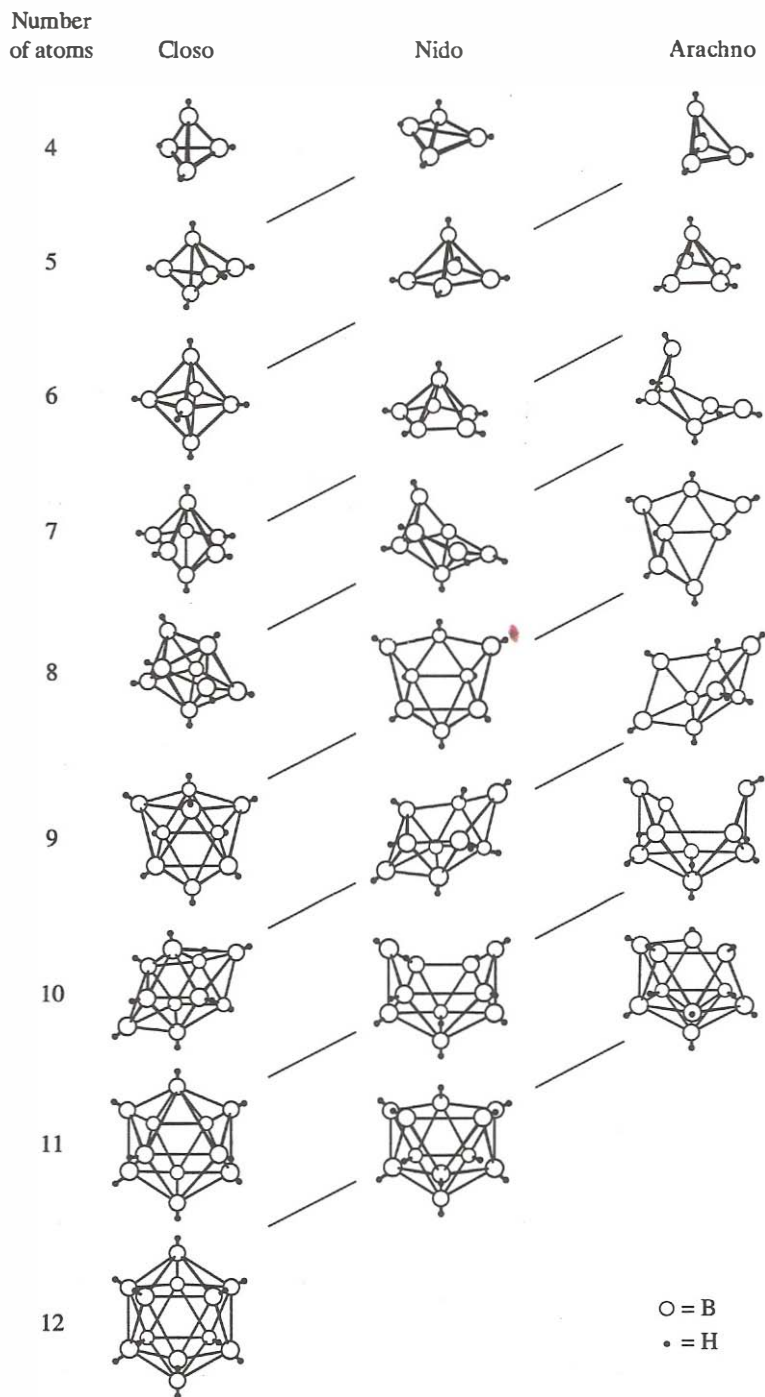 Number
of atoms Closo Nido Arachno
4
5
6
7
8
9
10
11
12
○ = B
• = H